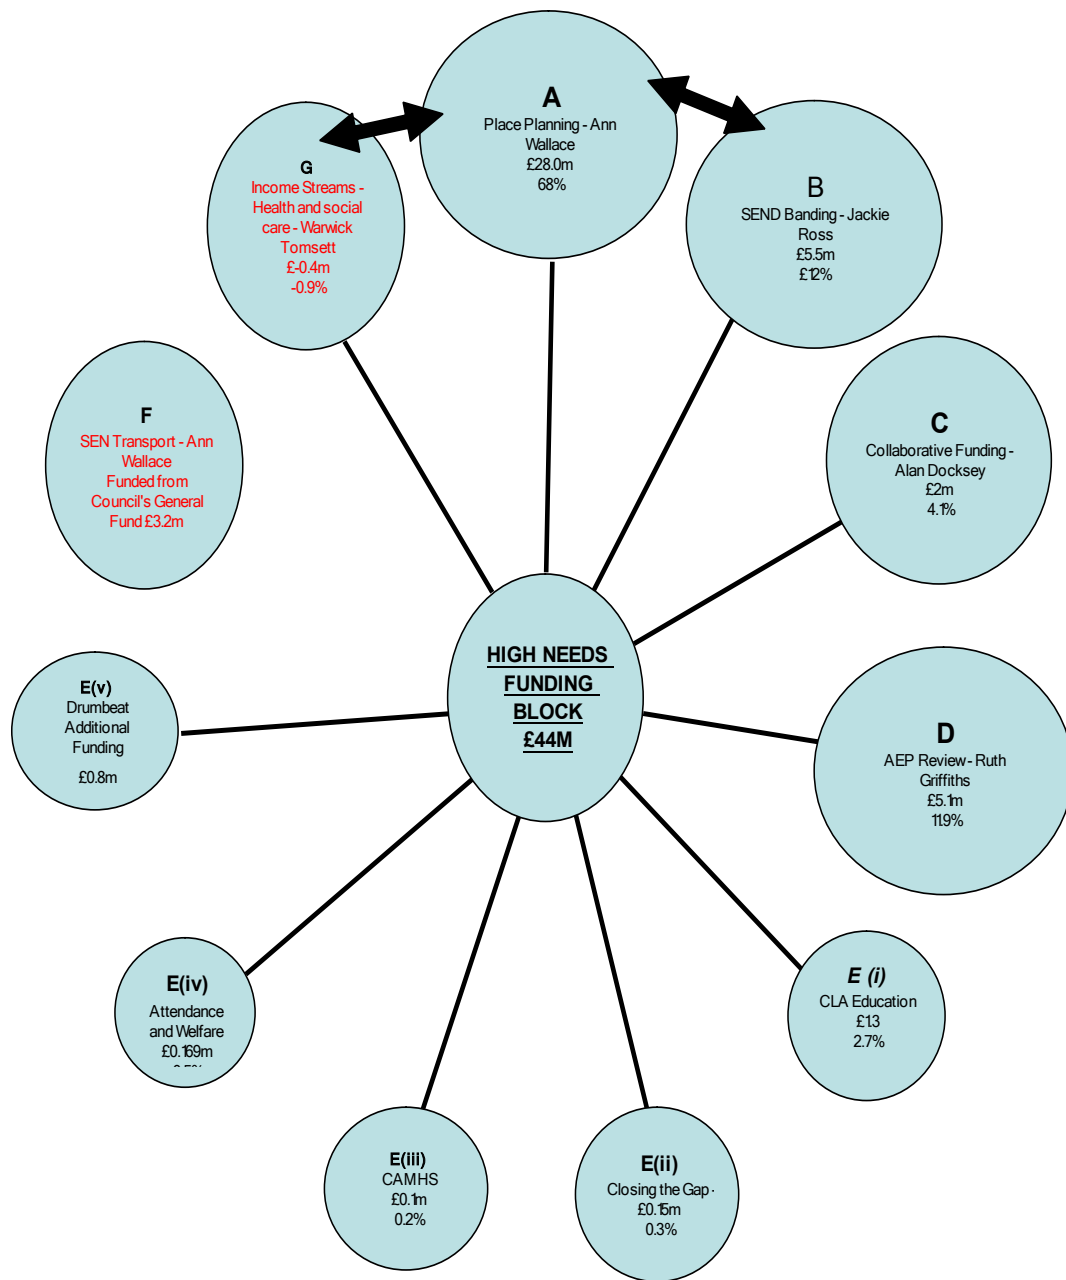 A
Place Planning - Ann
Wallace
£28.0m
68%
G
Income Streams -
Health and social
care - Warwick
Tomsett
£-0.4m
-0.9%
B
SEND Banding - Jackie
Ross
£5.5m
£12%
F
SEN Transport - Ann
Wallace
Funded from
Council's General
Fund £3.2m
C
Collaborative Funding -
Alan Docksey
£2m
4.1%
HIGH NEEDS
FUNDING
BLOCK
£44M
E(v)
Drumbeat
Additional
Funding
£0.8m
D
AEP Review - Ruth
Griffiths
£5.1m
11.9%
E(iv)
Attendance
and Welfare
£0.169m
E (i)
CLA Education
£1.3
2.7%
E(iii)
CAMHS
£0.1m
0.2%
E(ii)
Closing the Gap -
£0.15m
0.3%